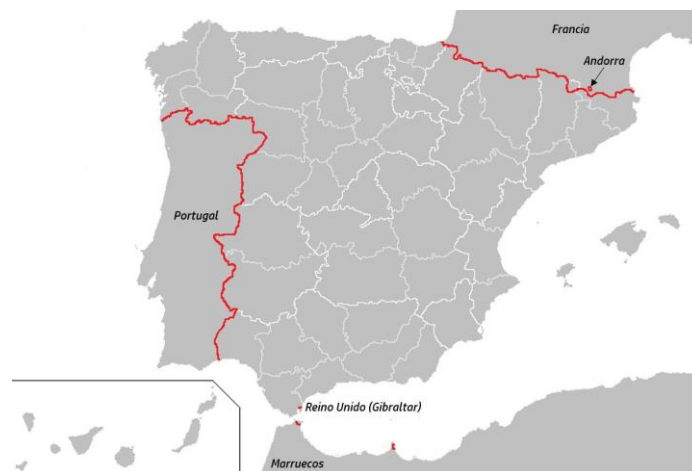 Francia
Andorra
Portugal
Reino Unido (Gibraltar)
Marruecos